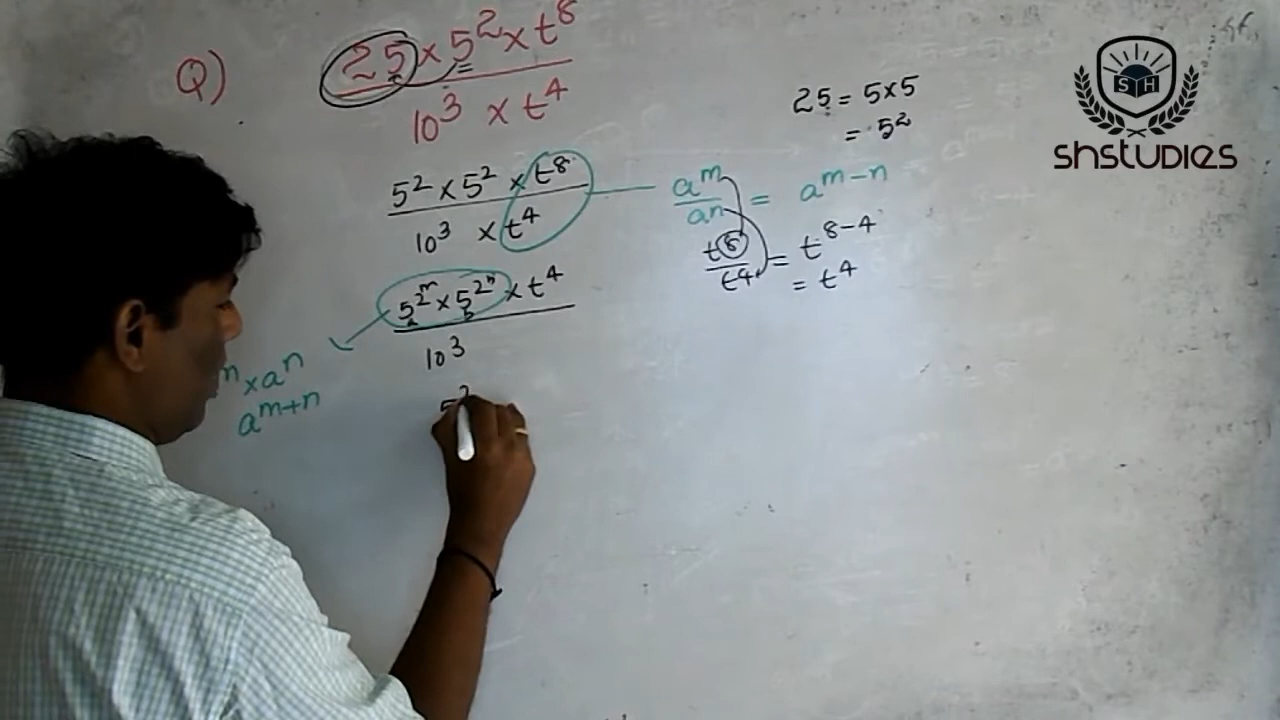 Q) 25 × 5² × t⁸
10³ × t⁴
5² × 5² × t⁸
10³ × t⁴
5²ᵐ × 5²ⁿ × t⁴
a b
10³
× aⁿ
aᵐ⁺ⁿ
25 = 5×5
= 5²
aᵐ = aᵐ⁻ⁿ
aⁿ
t⁸ = t⁸⁻⁴
t⁴
= t⁴
SH
SHSTUDIES